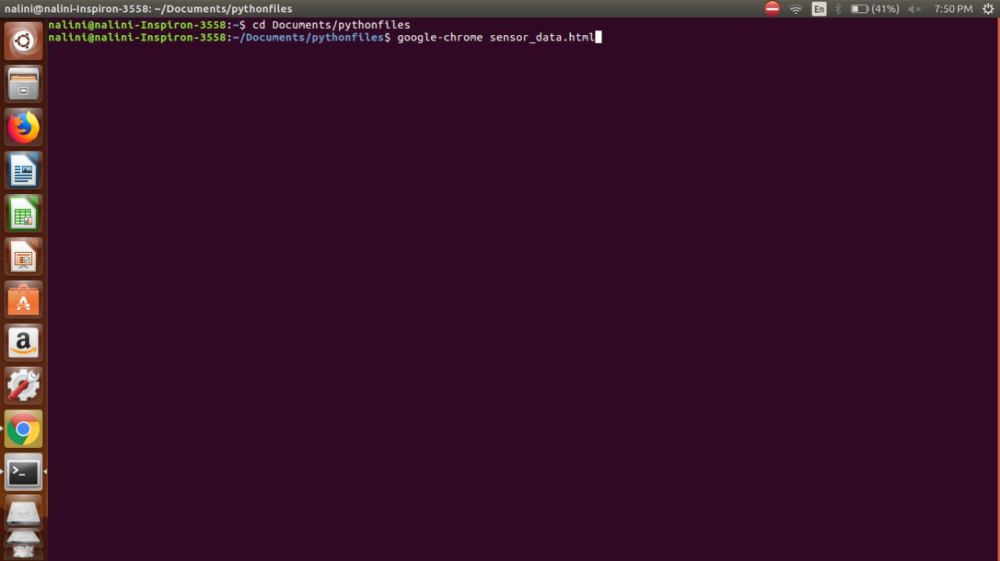 nalini@nalini-Inspiron-3558: ~/Documents/pythonfiles
En
(41%)
7:50 PM
nalini@nalini-Inspiron-3558:~$ cd Documents/pythonfiles
nalini@nalini-Inspiron-3558:~/Documents/pythonfiles$ google-chrome sensor_data.html